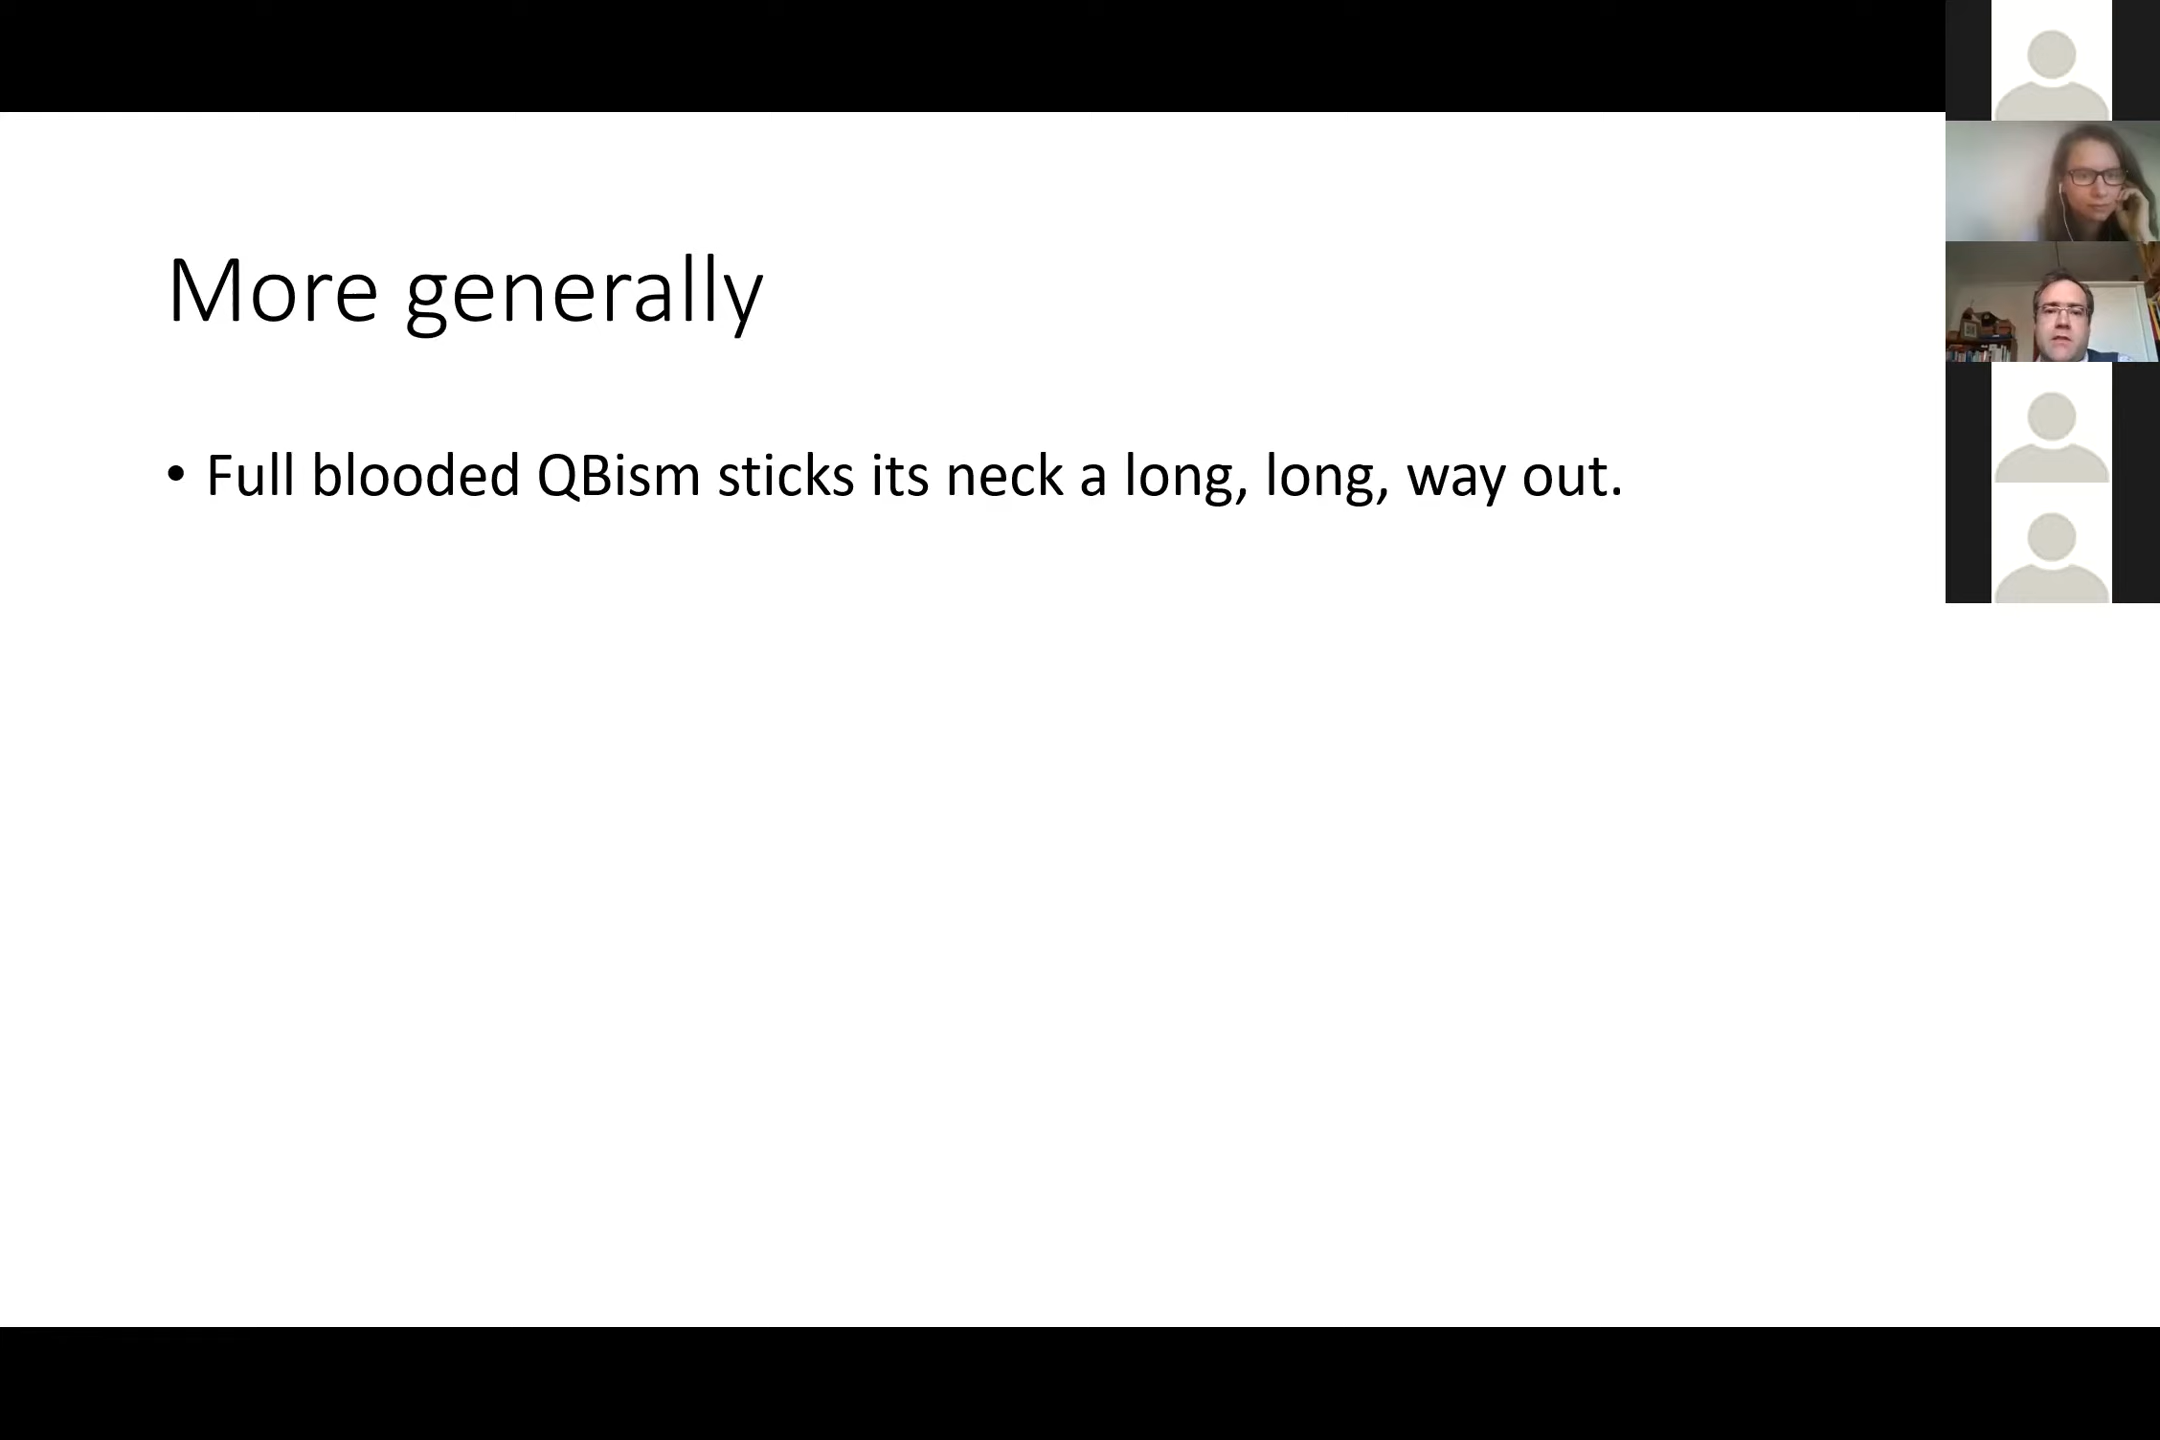 More generally
• Full blooded QBism sticks its neck a long, long, way out.